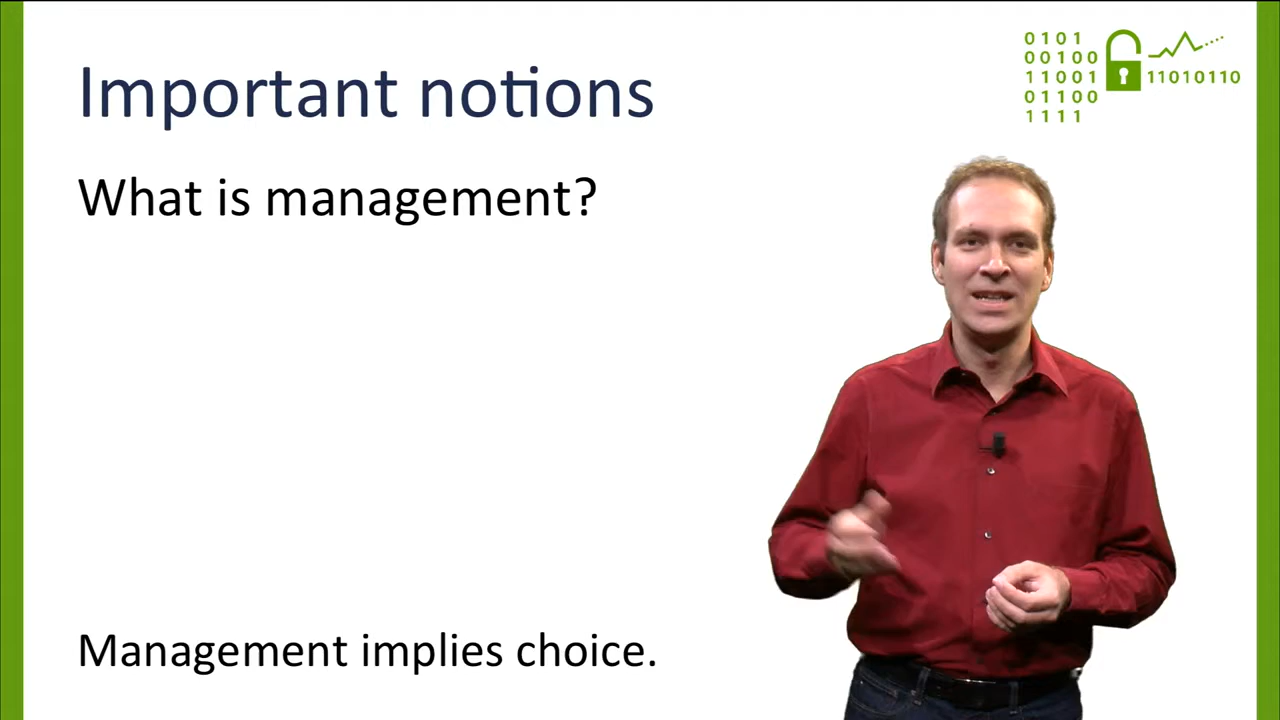 Important notions
0101
00100
11001
01100
1111
11010110
What is management?
Management implies choice.